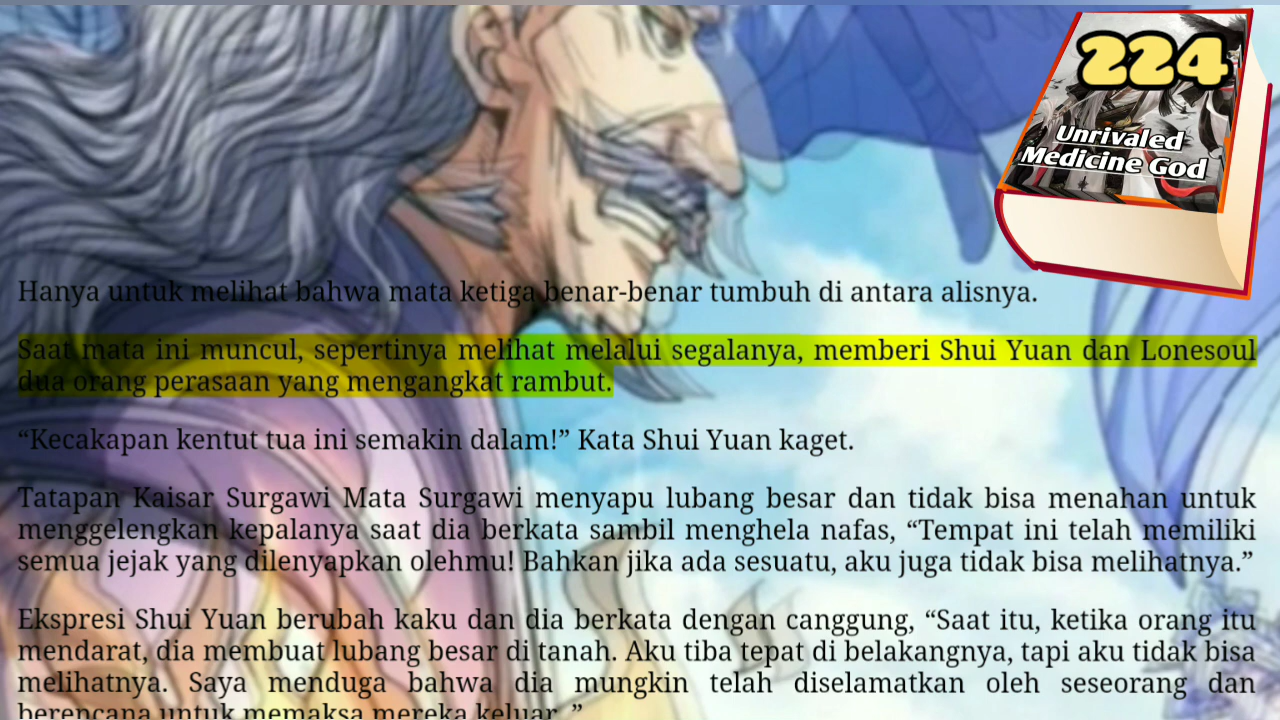 224
Unrivaled
Medicine God
Hanya untuk melihat bahwa mata ketiga benar-benar tumbuh di antara alisnya.
Saat mata ini muncul, sepertinya melihat melalui segalanya, memberi Shui Yuan dan Lonesoul
dua orang perasaan yang mengangkat rambut.
“Kecakapan kentut tua ini semakin dalam!” Kata Shui Yuan kaget.
Tatapan Kaisar Surgawi Mata Surgawi menyapu lubang besar dan tidak bisa menahan untuk
menggelengkan kepalanya saat dia berkata sambil menghela nafas, “Tempat ini telah memiliki
semua jejak yang dilenyapkan olehmu! Bahkan jika ada sesuatu, aku juga tidak bisa melihatnya.”
Ekspresi Shui Yuan berubah kaku dan dia berkata dengan canggung, “Saat itu, ketika orang itu
mendarat, dia membuat lubang besar di tanah. Aku tiba tepat di belakangnya, tapi aku tidak bisa
melihatnya. Saya menduga bahwa dia mungkin telah diselamatkan oleh seseorang dan
berencana untuk memaksa mereka keluar. ”